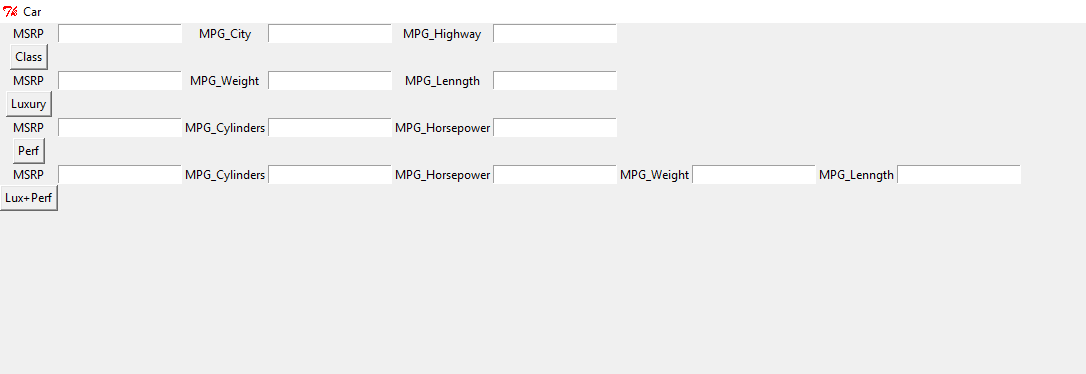 Car
MSRP MPG_City MPG_Highway
Class
MSRP MPG_Weight MPG_Lenngth
Luxury
MSRP MPG_Cylinders MPG_Horsepower
Perf
MSRP MPG_Cylinders MPG_Horsepower MPG_Weight MPG_Lenngth
Lux+Perf